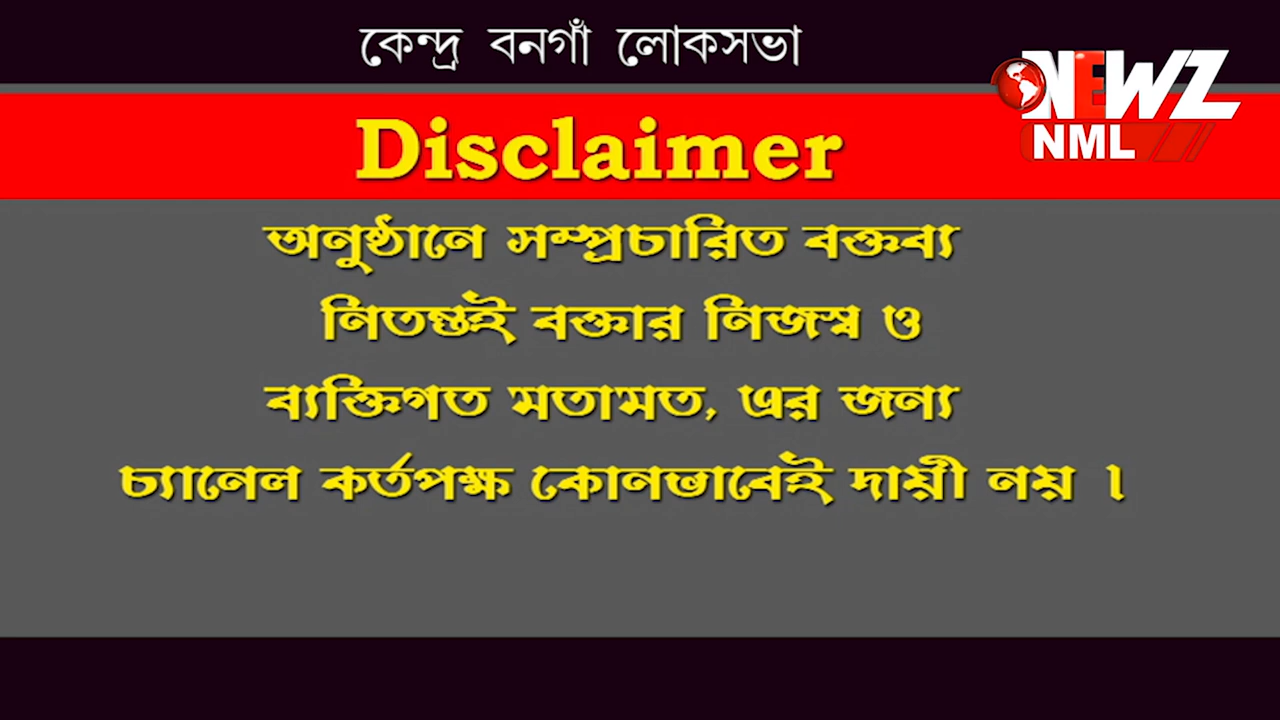 কেন্দ্র বনগাঁ লোকসভা
NEWZ
NML
Disclaimer
অনুষ্ঠানে সম্প্রচারিত বক্তব্য
নিতন্তই বক্তার নিজস্ব ও
ব্যক্তিগত মতামত, এর জন্য
চ্যানেল কর্তপক্ষ কোনভাবেই দায়ী নয় ।